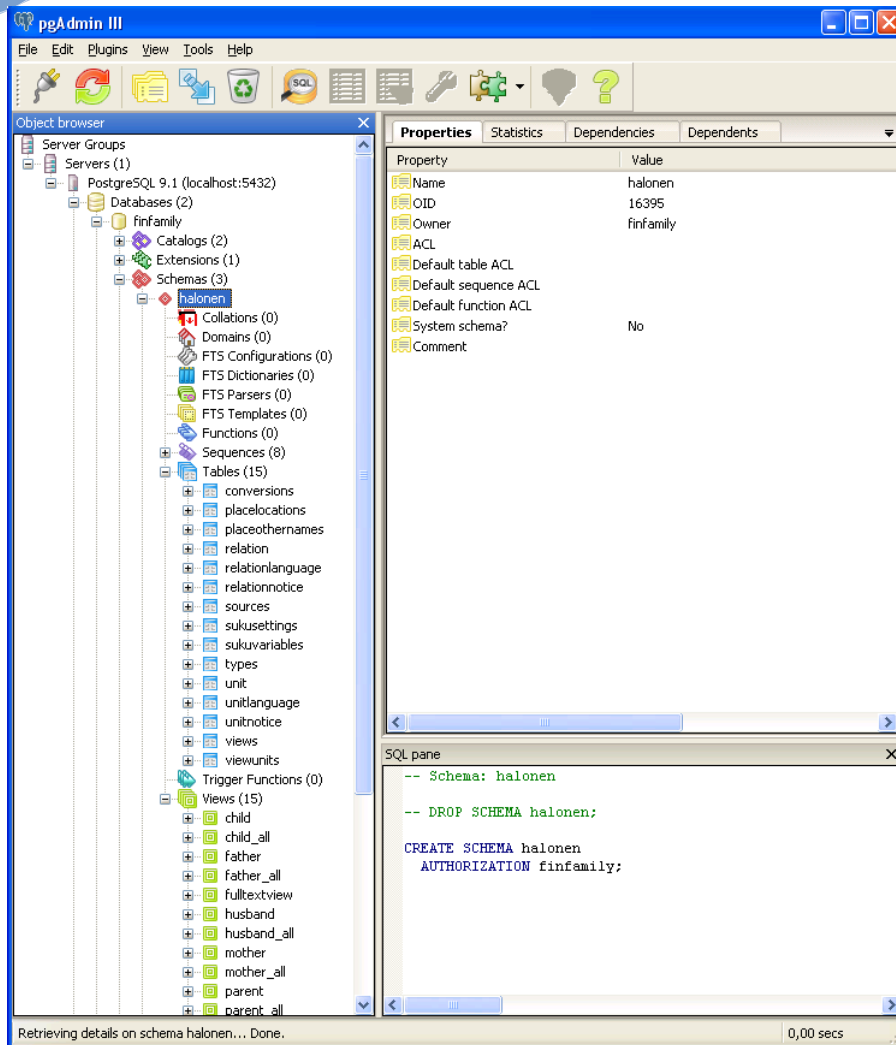 pgAdmin III
File Edit Plugins View Tools Help
SQL
Object browser
Server Groups
Servers (1)
PostgreSQL 9.1 (localhost:5432)
Databases (2)
finfamily
Catalogs (2)
Extensions (1)
Schemas (3)
halonen
Collations (0)
Domains (0)
FTS Configurations (0)
FTS Dictionaries (0)
FTS Parsers (0)
FTS Templates (0)
Functions (0)
Sequences (8)
Tables (15)
conversions
placelocations
placeothernames
relation
relationlanguage
relationnotice
sources
sukusettings
sukuvariables
types
unit
unitlanguage
unitnotice
views
viewunits
Trigger Functions (0)
Views (15)
child
child_all
father
father_all
fulltextview
husband
husband_all
mother
mother_all
parent
parent_all
Properties Statistics Dependencies Dependents
Property Value
Name halonen
OID 16395
Owner finfamily
ACL
Default table ACL
Default sequence ACL
Default function ACL
System schema? No
Comment
SQL pane
-- Schema: halonen
-- DROP SCHEMA halonen;
CREATE SCHEMA halonen
AUTHORIZATION finfamily;
Retrieving details on schema halonen... Done. 0,00 secs